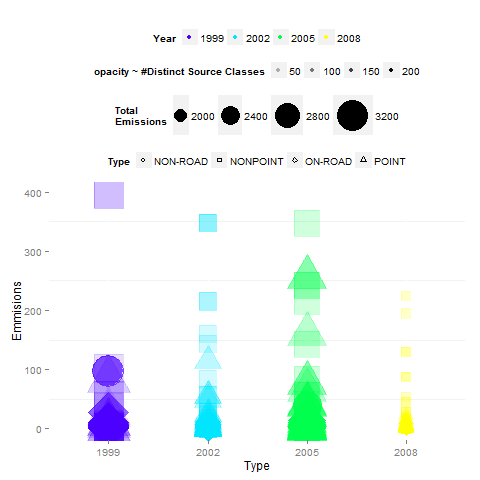 Year 1999 2002 2005 2008
opacity ~ #Distinct Source Classes 50 100 150 200
Total
Emissions 2000 2400 2800 3200
Type NON-ROAD NONPOINT ON-ROAD POINT
400
300
200
100
0
Emmisions
1999 2002 2005 2008
Type